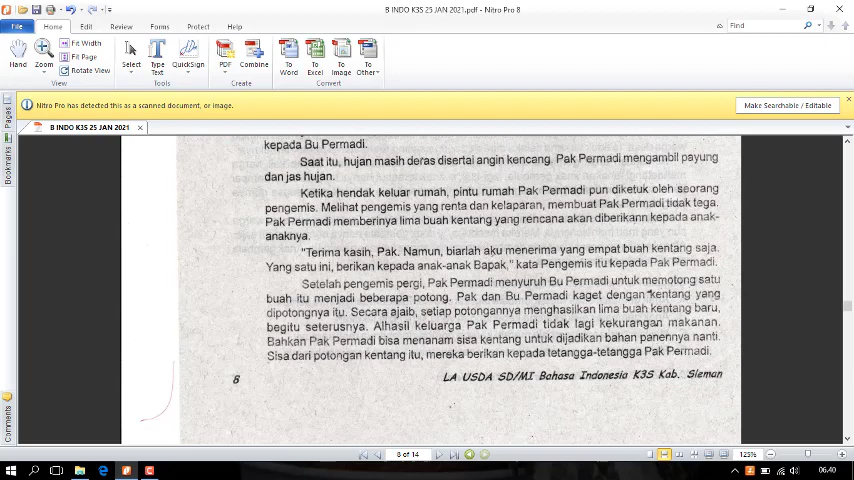 B INDO K3S 25 JAN 2021.pdf - Nitro Pro 8
File Home Edit Review Forms Protect Help
Find
Hand Zoom Fit Width Fit Page Rotate View
View
Select Type Text QuickSign
Tools
PDF Combine
Create
To Word To Excel To Image To Other
Convert
Nitro Pro has detected this as a scanned document, or image.
Make Searchable / Editable
B INDO K3S 25 JAN 2021
Pages
Bookmarks
Comments
kepada Bu Permadi.
Saat itu, hujan masih deras disertai angin kencang. Pak Permadi mengambil payung
dan jas hujan.
Ketika hendak keluar rumah, pintu rumah Pak Permadi pun diketuk oleh seorang
pengemis. Melihat pengemis yang renta dan kelaparan, membuat Pak Permadi tidak tega.
Pak Permadi memberinya lima buah kentang yang rencana akan diberikann kepada anak-
anaknya.
"Terima kasih, Pak. Namun, biarlah aku menerima yang empat buah kentang saja.
Yang satu ini, berikan kepada anak-anak Bapak," kata Pengemis itu kepada Pak Permadi.
Setelah pengemis pergi, Pak Permadi menyuruh Bu Permadi untuk memotong satu
buah itu menjadi beberapa potong. Pak dan Bu Permadi kaget dengan kentang yang
dipotongnya itu. Secara ajaib, setiap potongannya menghasilkan lima buah kentang baru,
begitu seterusnya. Alhasil keluarga Pak Permadi tidak lagi kekurangan makanan.
Bahkan Pak Permadi bisa menanam sisa kentang untuk dijadikan bahan panennya nanti.
Sisa dari potongan kentang itu, mereka berikan kepada tetangga-tetangga Pak Permadi.
8
LA USDA SD/MI Bahasa Indonesia K3S Kab. Sleman
8 of 14
125%
06.40